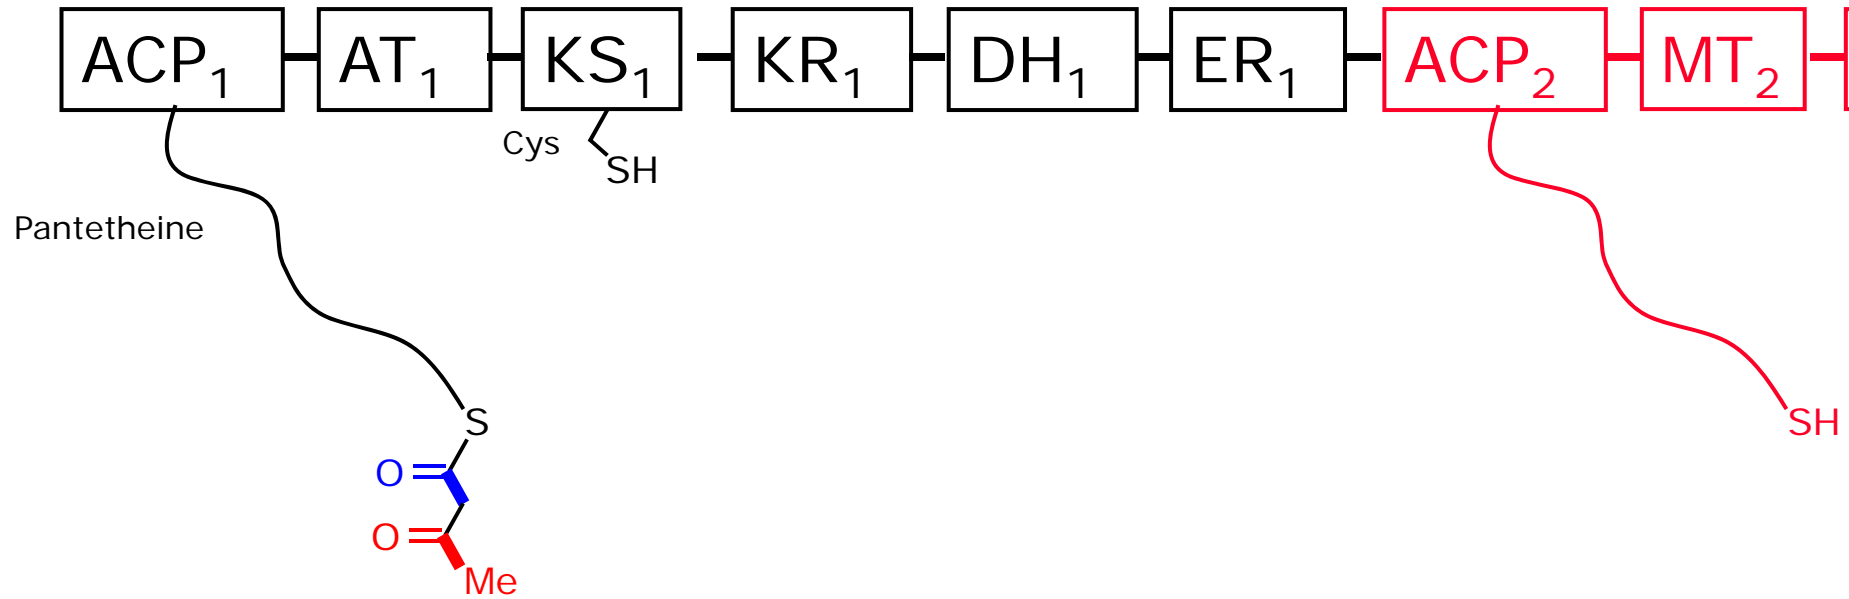 ACP₁ AT₁ KS₁ KR₁ DH₁ ER₁ ACP₂ MT₂
Cys
SH
Pantetheine
S
SH
O
O
Me